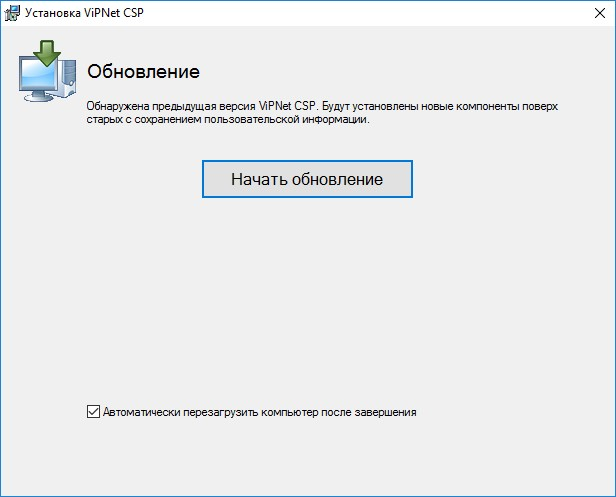 Установка ViPNet CSP
Обновление
Обнаружена предыдущая версия ViPNet CSP. Будут установлены новые компоненты поверх
старых с сохранением пользовательской информации.
Начать обновление
Автоматически перезагрузить компьютер после завершения